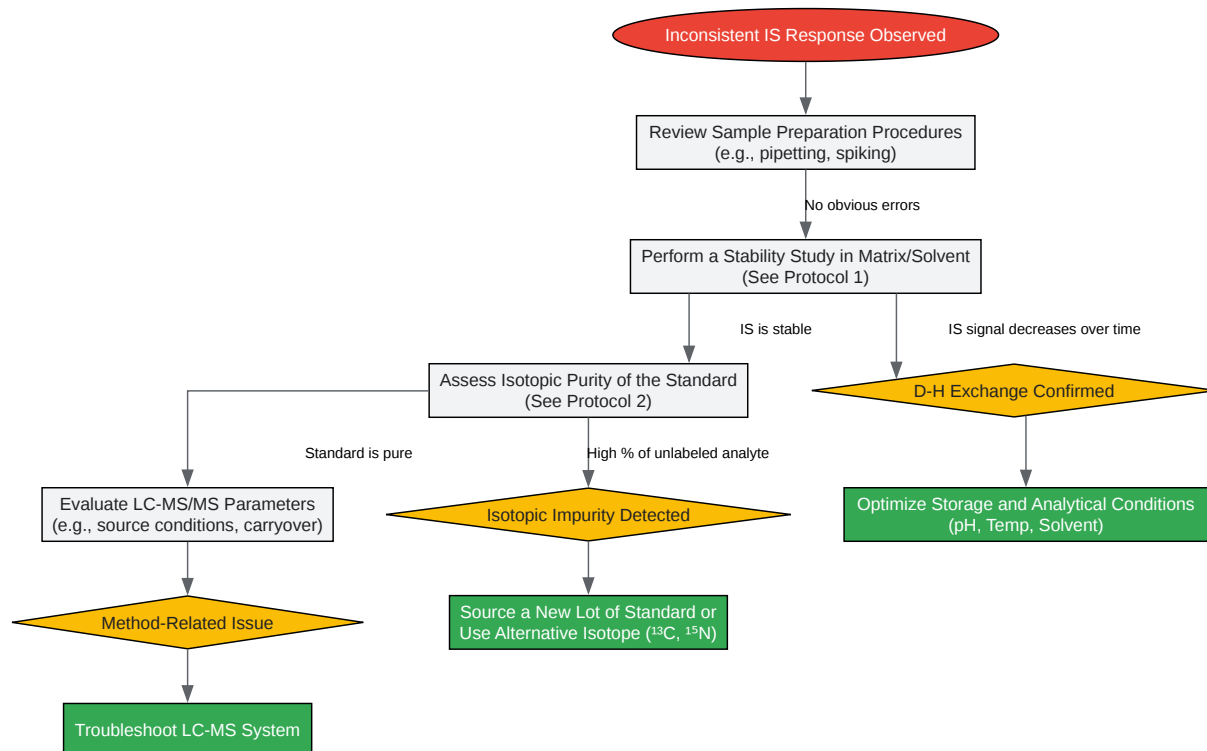 Inconsistent IS Response Observed
Review Sample Preparation Procedures
(e.g., pipetting, spiking)
No obvious errors
Perform a Stability Study in Matrix/Solvent
(See Protocol 1)
IS is stable
IS signal decreases over time
Assess Isotopic Purity of the Standard
(See Protocol 2)
D-H Exchange Confirmed
Standard is pure
High % of unlabeled analyte
Evaluate LC-MS/MS Parameters
(e.g., source conditions, carryover)
Isotopic Impurity Detected
Optimize Storage and Analytical Conditions
(pH, Temp, Solvent)
Method-Related Issue
Source a New Lot of Standard or
Use Alternative Isotope (¹³C, ¹⁵N)
Troubleshoot LC-MS System